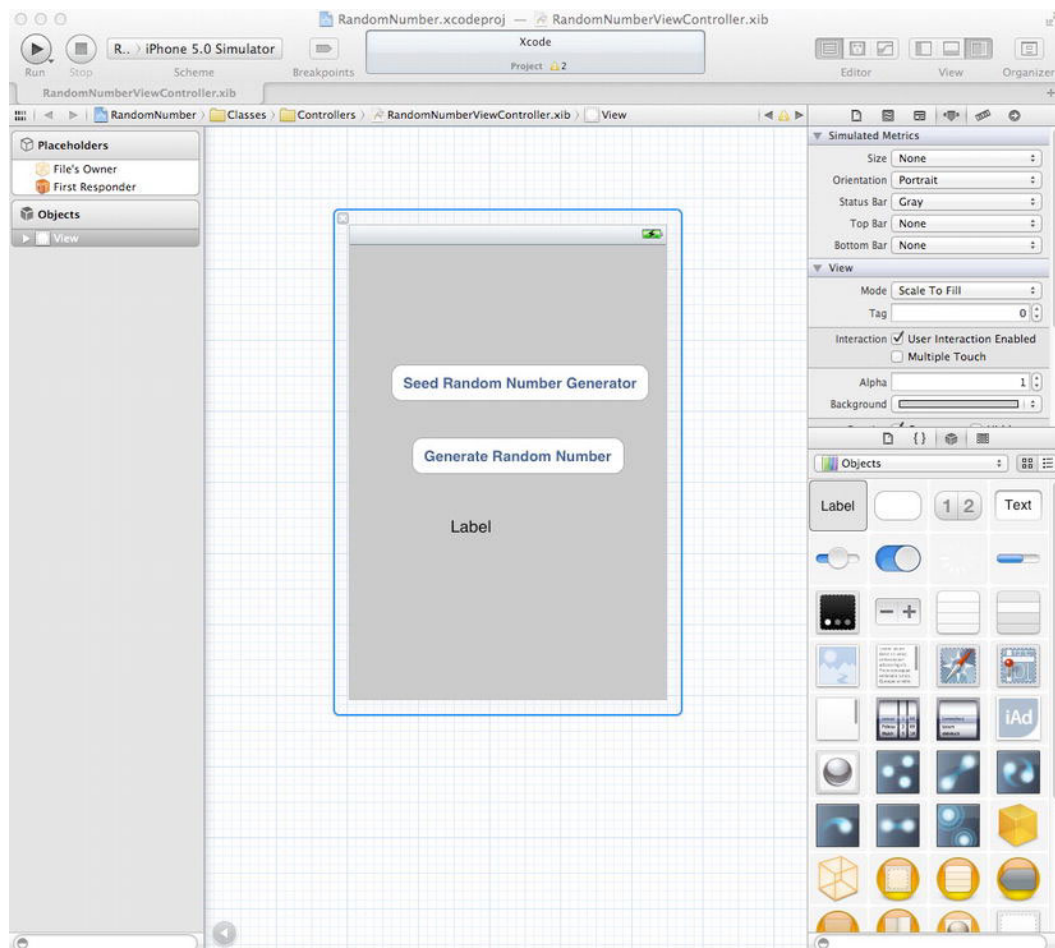 RandomNumber.xcodeproj — RandomNumberViewController.xib
R.. › iPhone 5.0 Simulator
Xcode
Project 2
Run Stop Scheme Breakpoints Editor View Organizer
RandomNumberViewController.xib
RandomNumber › Classes › Controllers › RandomNumberViewController.xib › View
Placeholders
File's Owner
First Responder
Objects
View
Seed Random Number Generator
Generate Random Number
Label
Simulated Metrics
Size None
Orientation Portrait
Status Bar Gray
Top Bar None
Bottom Bar None
View
Mode Scale To Fill
Tag 0
Interaction User Interaction Enabled
Multiple Touch
Alpha 1
Background
{}
Objects
Label 1 2 Text
iAd